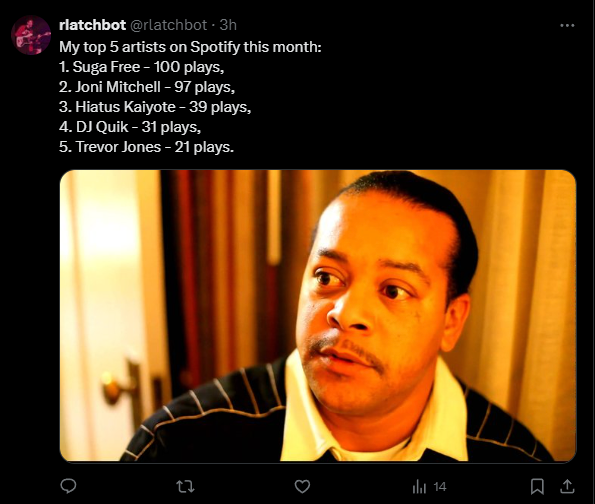 rlatchbot @rlatchbot · 3h
My top 5 artists on Spotify this month:
1. Suga Free - 100 plays,
2. Joni Mitchell - 97 plays,
3. Hiatus Kaiyote - 39 plays,
4. DJ Quik - 31 plays,
5. Trevor Jones - 21 plays.
14